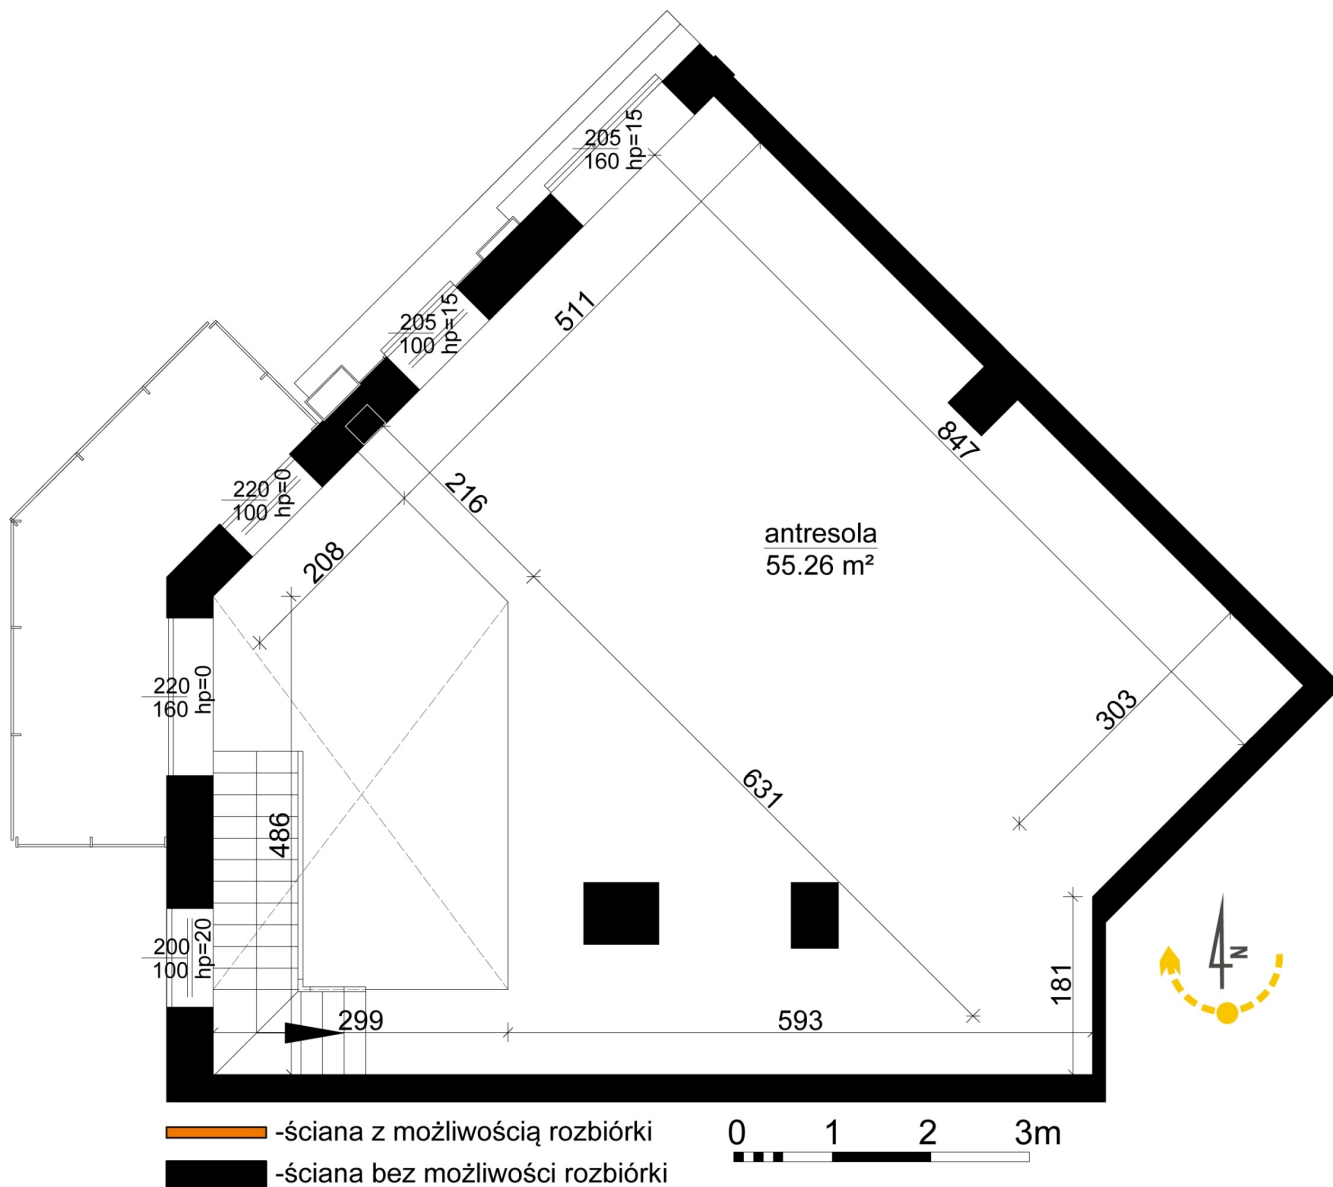 205
160
hp=15
511
205
100
hp=15
847
216
220
100
hp=0
antresola
55.26 m²
208
220
160
hp=0
303
631
486
200
100
hp=20
181
N
299
593
-ściana z możliwością rozbiórki
0 1 2 3m
-ściana bez możliwości rozbiórki